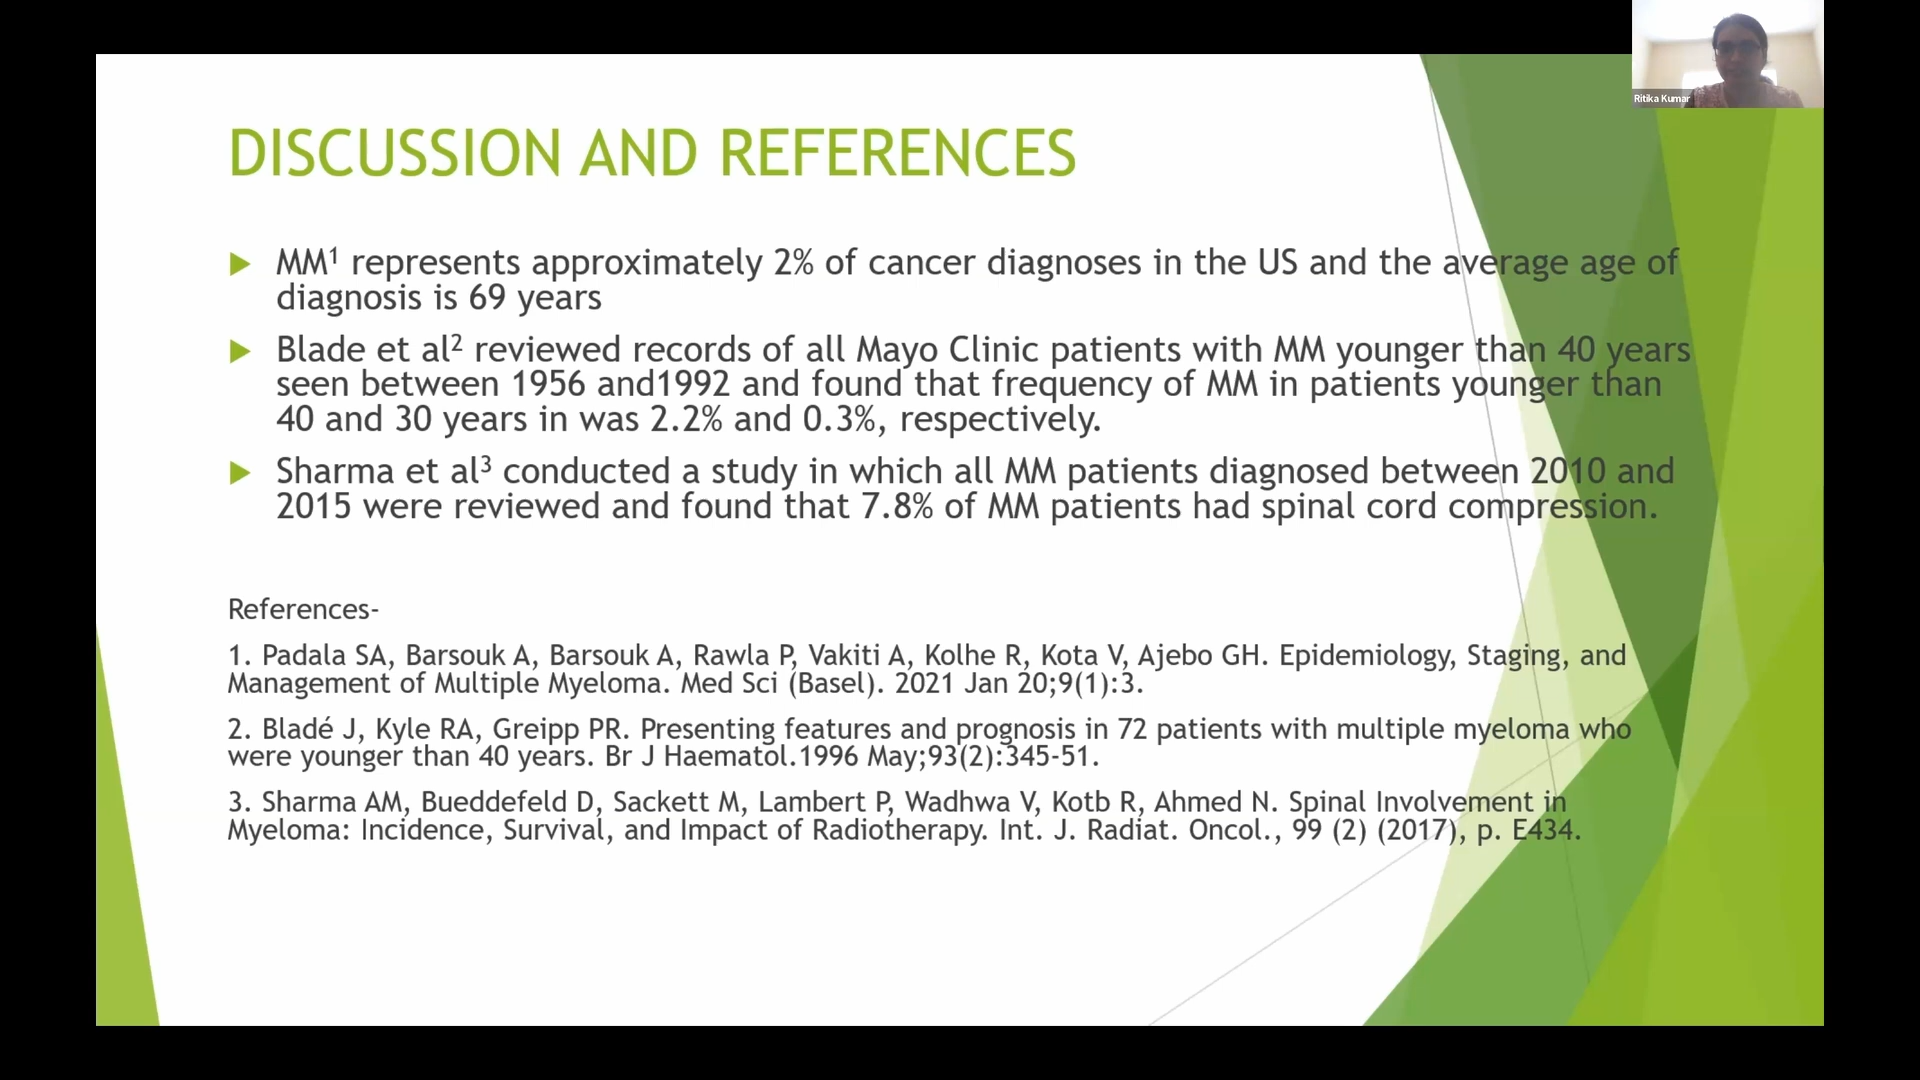 Ritika Kumar
DISCUSSION AND REFERENCES
MM¹ represents approximately 2% of cancer diagnoses in the US and the average age of
diagnosis is 69 years
Blade et al² reviewed records of all Mayo Clinic patients with MM younger than 40 years
seen between 1956 and1992 and found that frequency of MM in patients younger than
40 and 30 years in was 2.2% and 0.3%, respectively.
Sharma et al³ conducted a study in which all MM patients diagnosed between 2010 and
2015 were reviewed and found that 7.8% of MM patients had spinal cord compression.
References-
1. Padala SA, Barsouk A, Barsouk A, Rawla P, Vakiti A, Kolhe R, Kota V, Ajebo GH. Epidemiology, Staging, and
Management of Multiple Myeloma. Med Sci (Basel). 2021 Jan 20;9(1):3.
2. Bladé J, Kyle RA, Greipp PR. Presenting features and prognosis in 72 patients with multiple myeloma who
were younger than 40 years. Br J Haematol.1996 May;93(2):345-51.
3. Sharma AM, Bueddefeld D, Sackett M, Lambert P, Wadhwa V, Kotb R, Ahmed N. Spinal Involvement in
Myeloma: Incidence, Survival, and Impact of Radiotherapy. Int. J. Radiat. Oncol., 99 (2) (2017), p. E434.